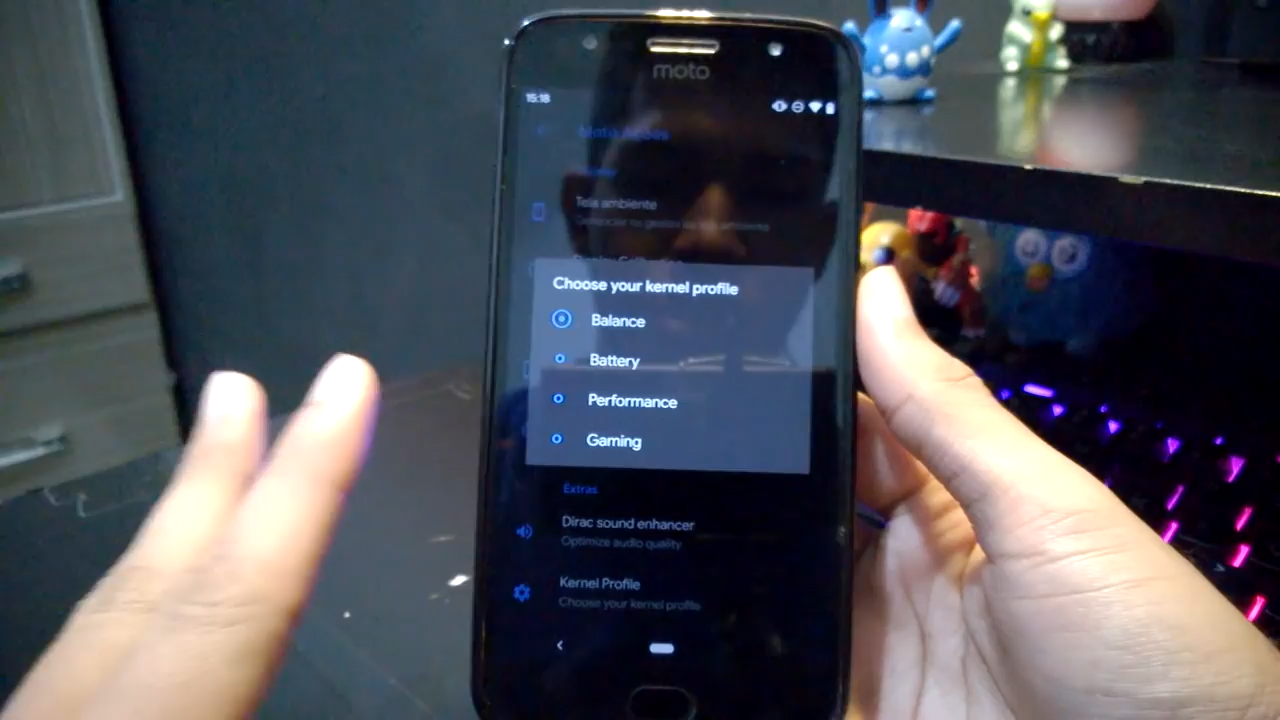 moto
15:18
Tela ambiente
Choose your kernel profile
Balance
Battery
Performance
Gaming
Extras
Dirac sound enhancer
Optimize audio quality
Kernel Profile
Choose your kernel profile